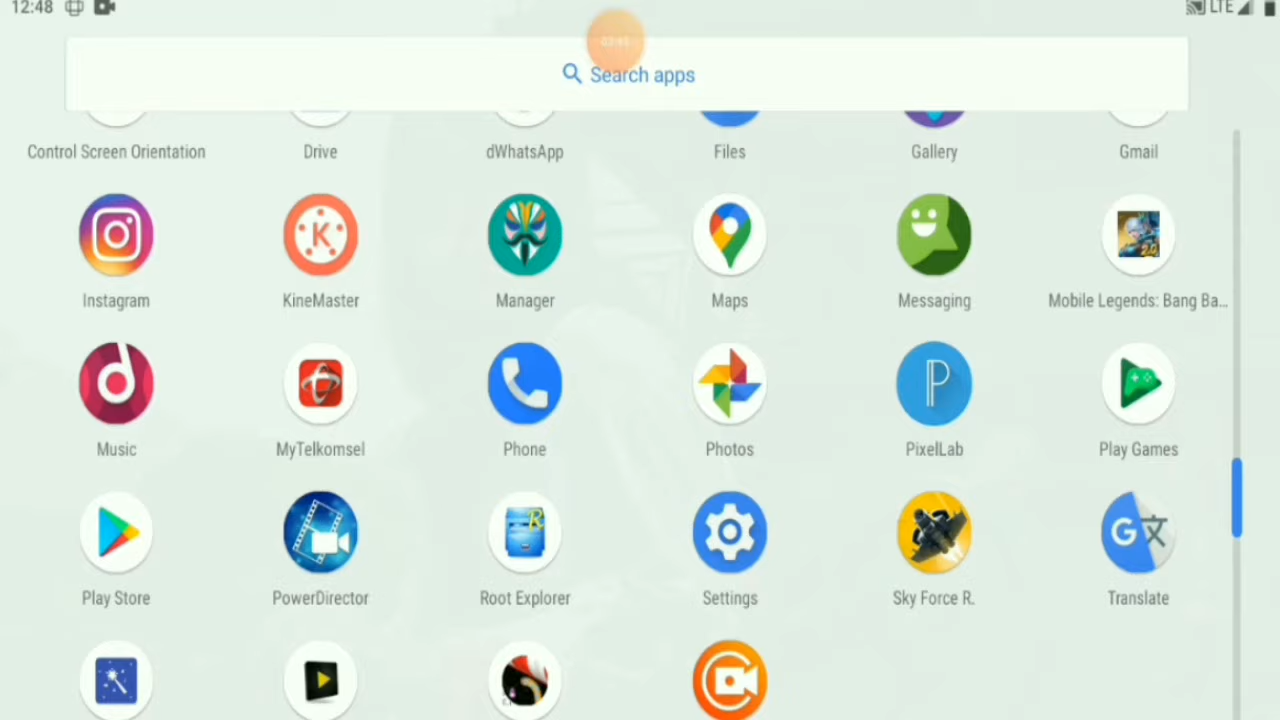 12:48
LTE
03:44
Search apps
Control Screen Orientation Drive dWhatsApp Files Gallery Gmail
Instagram KineMaster Manager Maps Messaging Mobile Legends: Bang Ba...
Music MyTelkomsel Phone Photos PixelLab Play Games
Play Store PowerDirector Root Explorer Settings Sky Force R. Translate